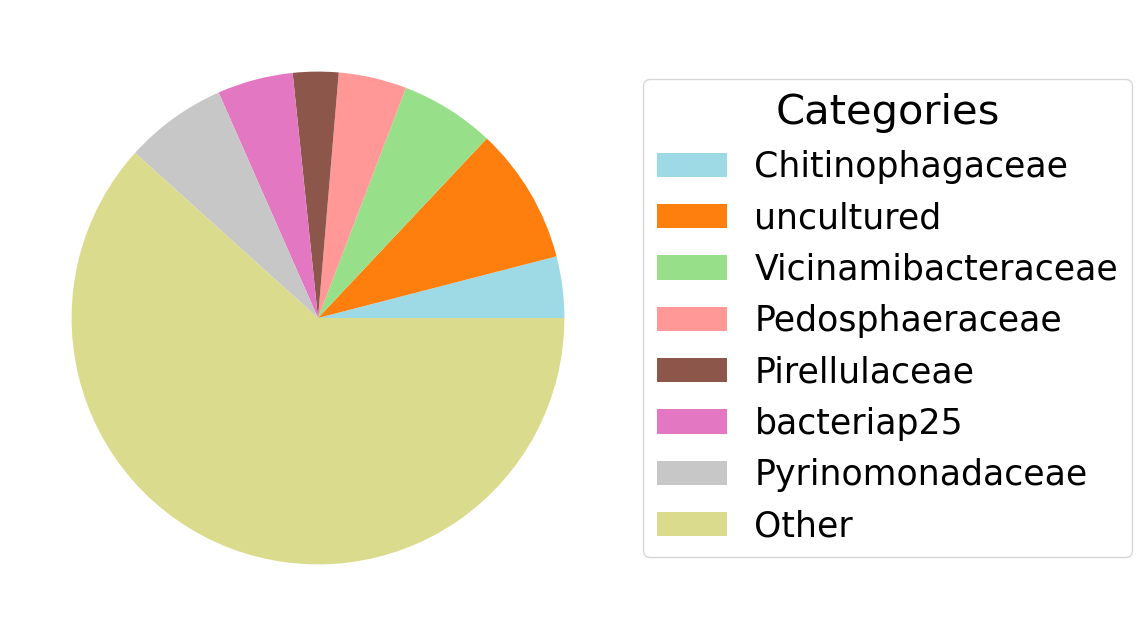 Categories
Chitinophagaceae
uncultured
Vicinamibacteraceae
Pedosphaeraceae
Pirellulaceae
bacteriap25
Pyrinomonadaceae
Other